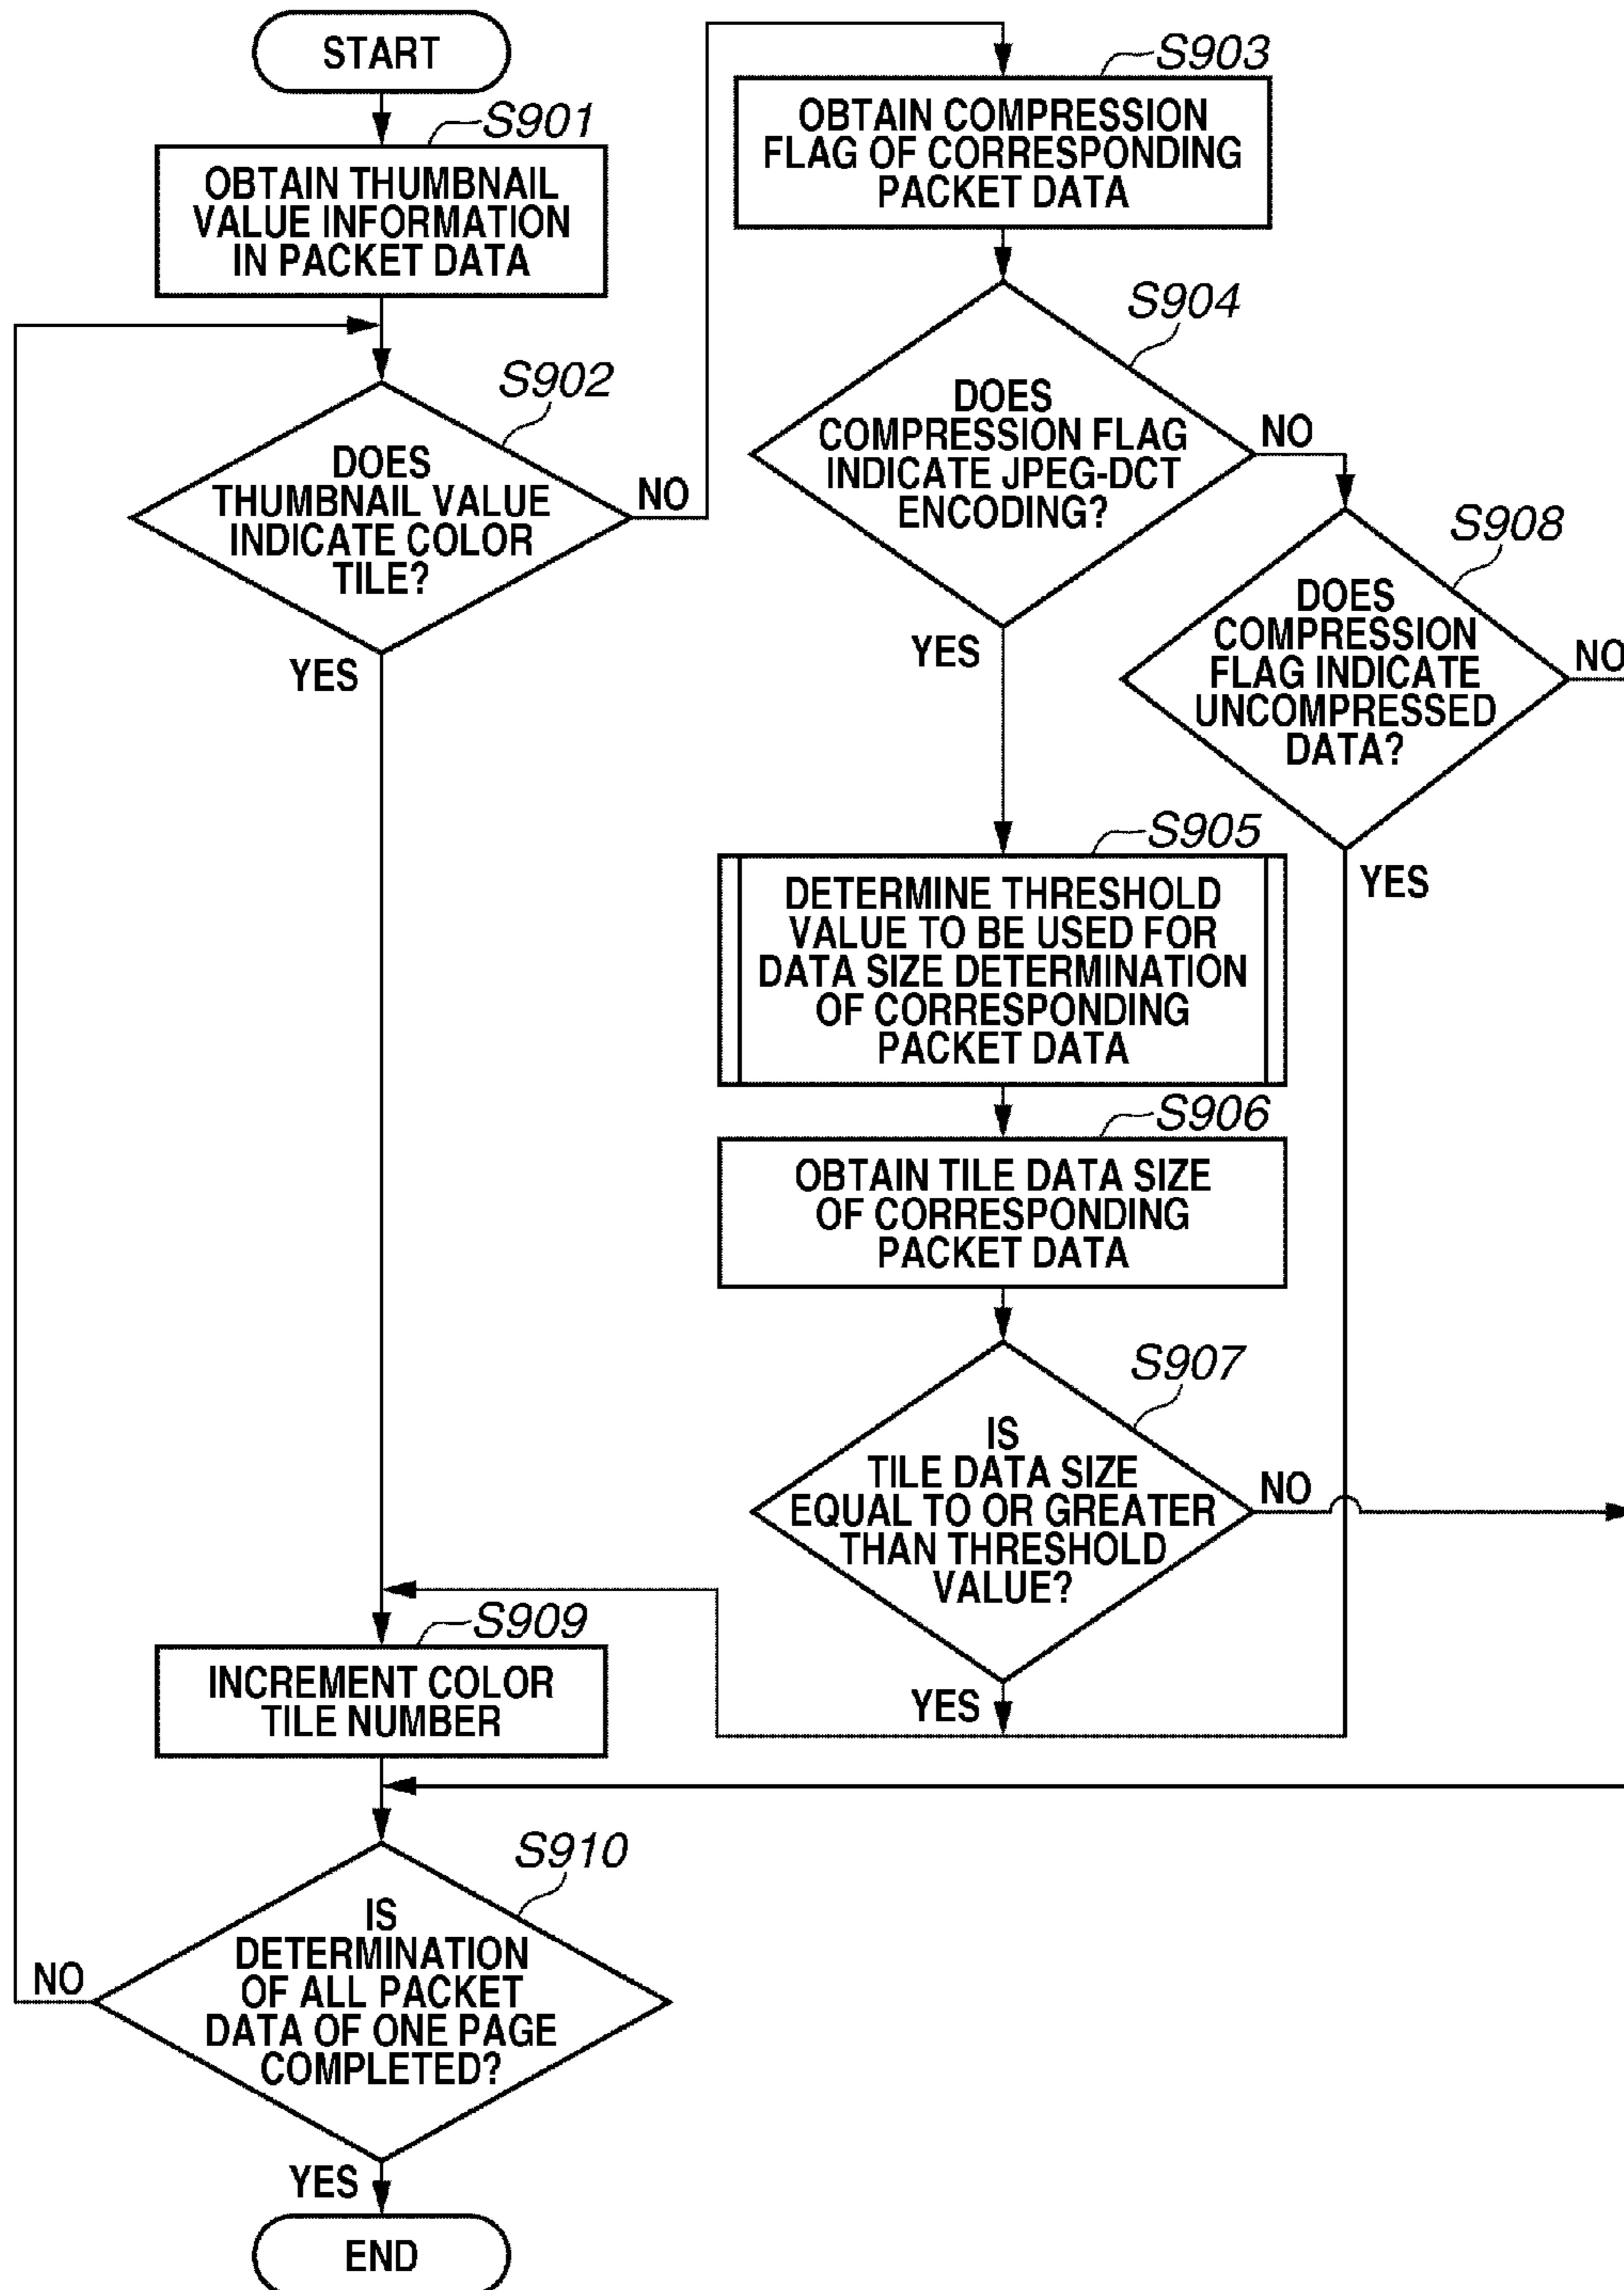 START
S901
OBTAIN THUMBNAIL
VALUE INFORMATION
IN PACKET DATA
S902
DOES
THUMBNAIL VALUE
INDICATE COLOR
TILE?
NO
YES
S903
OBTAIN COMPRESSION
FLAG OF CORRESPONDING
PACKET DATA
S904
DOES
COMPRESSION FLAG
INDICATE JPEG-DCT
ENCODING?
NO
YES
S908
DOES
COMPRESSION
FLAG INDICATE
UNCOMPRESSED
DATA?
NO
YES
S905
DETERMINE THRESHOLD
VALUE TO BE USED FOR
DATA SIZE DETERMINATION
OF CORRESPONDING
PACKET DATA
S906
OBTAIN TILE DATA SIZE
OF CORRESPONDING
PACKET DATA
S907
IS
TILE DATA SIZE
EQUAL TO OR GREATER
THAN THRESHOLD
VALUE?
NO
YES
S909
INCREMENT COLOR
TILE NUMBER
S910
IS
DETERMINATION
OF ALL PACKET
DATA OF ONE PAGE
COMPLETED?
NO
YES
END